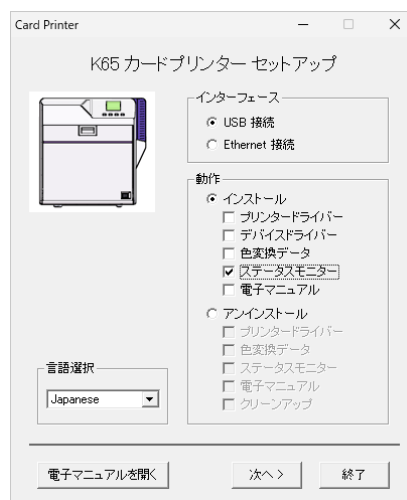 Card Printer
K65 カードプリンター セットアップ
インターフェース
USB 接続
Ethernet 接続
動作
インストール
プリンタードライバー
デバイスドライバー
色変換データ
ステータスモニター
電子マニュアル
アンインストール
プリンタードライバー
色変換データ
ステータスモニター
電子マニュアル
クリーンアップ
言語選択
Japanese
電子マニュアルを開く
次へ >
終了